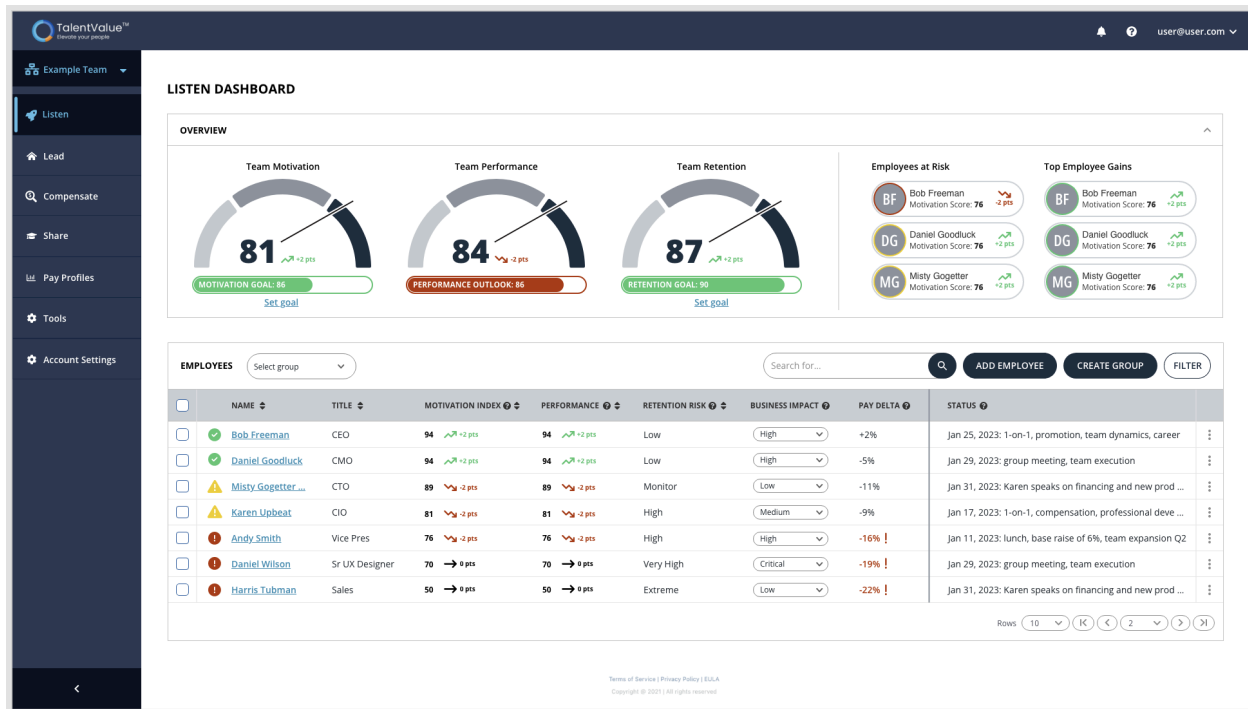 TalentValue™
Elevate your people
user@user.com
Example Team
Listen
Lead
Compensate
Share
Pay Profiles
Tools
Account Settings
LISTEN DASHBOARD
OVERVIEW
Team Motivation
81 +2 pts
MOTIVATION GOAL: 86
Set goal
Team Performance
84 -2 pts
PERFORMANCE OUTLOOK: 86
Team Retention
87 +2 pts
RETENTION GOAL: 90
Set goal
Employees at Risk
BF Bob Freeman
Motivation Score: 76 -2 pts
DG Daniel Goodluck
Motivation Score: 76 +2 pts
MG Misty Gogetter
Motivation Score: 76 +2 pts
Top Employee Gains
BF Bob Freeman
Motivation Score: 76 +2 pts
DG Daniel Goodluck
Motivation Score: 76 +2 pts
MG Misty Gogetter
Motivation Score: 76 +2 pts
EMPLOYEES Select group Search for... ADD EMPLOYEE CREATE GROUP FILTER
NAME TITLE MOTIVATION INDEX PERFORMANCE RETENTION RISK BUSINESS IMPACT PAY DELTA STATUS
Bob Freeman CEO 94 +2 pts 94 +2 pts Low High +2% Jan 25, 2023: 1-on-1, promotion, team dynamics, career
Daniel Goodluck CMO 94 +2 pts 94 +2 pts Low High -5% Jan 29, 2023: group meeting, team execution
Misty Gogetter ... CTO 89 -2 pts 89 -2 pts Monitor Low -11% Jan 31, 2023: Karen speaks on financing and new prod ...
Karen Upbeat CIO 81 -2 pts 81 -2 pts High Medium -9% Jan 17, 2023: 1-on-1, compensation, professional deve ...
Andy Smith Vice Pres 76 -2 pts 76 -2 pts High High -16% ! Jan 11, 2023: lunch, base raise of 6%, team expansion Q2
Daniel Wilson Sr UX Designer 70 0 pts 70 0 pts Very High Critical -19% ! Jan 29, 2023: group meeting, team execution
Harris Tubman Sales 50 0 pts 50 0 pts Extreme Low -22% ! Jan 31, 2023: Karen speaks on financing and new prod ...
Rows 10 2
Terms of Service | Privacy Policy | EULA
Copyright © 2021 | All rights reserved